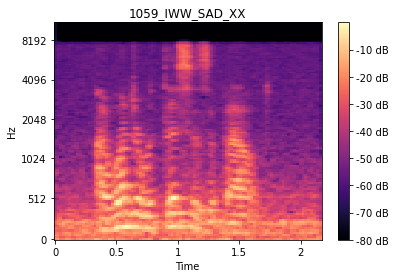 1059_IWW_SAD_XX
8192
4096
2048
1024
512
0
Hz
0
0.5
1
1.5
2
Time
-10 dB
-20 dB
-30 dB
-40 dB
-50 dB
-60 dB
-70 dB
-80 dB